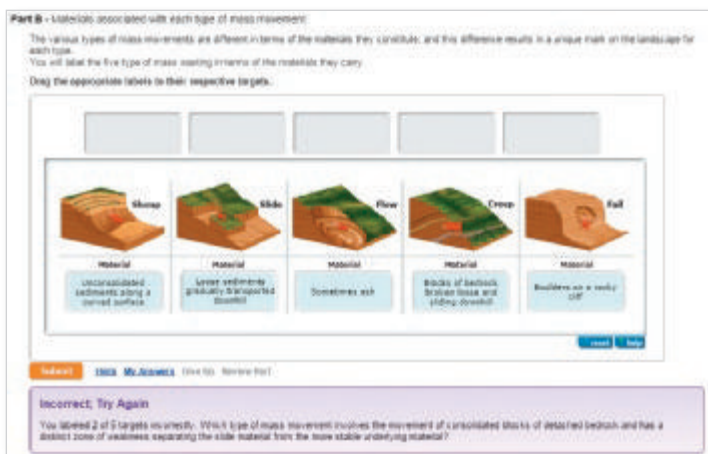 Part B - Materials associated with each type of mass movement
The various types of mass movements are different in terms of the materials they constitute, and this difference results in a unique mark on the landscape for
each type.
You will label the five type of mass wasting in terms of the materials they carry.
Drag the appropriate labels to their respective targets.
Slump Slide Flow Creep Fall
Material Material Material Material Material
Unconsolidated
sediments along a
curved surface
Loose sediments
gradually transported
downhill
Sometimes ash
Blocks of bedrock
broken loose and
sliding downhill
Boulders on a rocky
cliff
reset help
Submit Hints My Answers Give Up Review Part
Incorrect; Try Again
You labeled 2 of 5 targets incorrectly. Which type of mass movement involves the movement of consolidated blocks of detached bedrock and has a
distinct zone of weakness separating the slide material from the more stable underlying material?